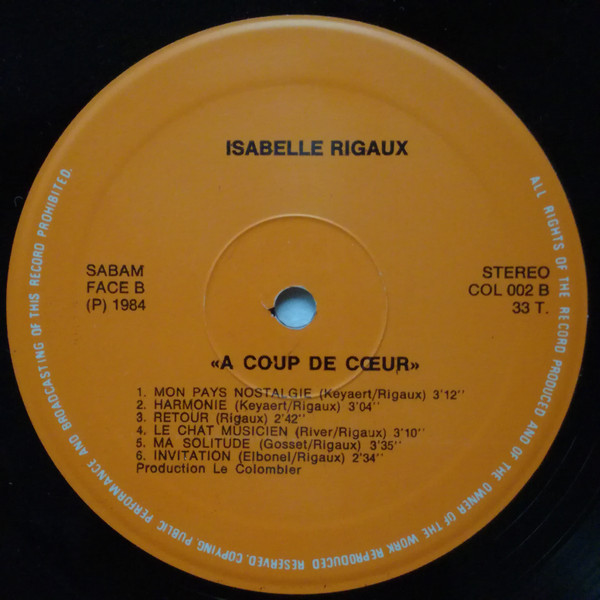 ISABELLE RIGAUX
SABAM
FACE B
(P) 1984
STEREO
COL 002 B
33 T.
«A COUP DE CŒUR»
1. MON PAYS NOSTALGIE (Keyaert/Rigaux) 3'12''
2. HARMONIE (Keyaert/Rigaux) 3'04''
3. RETOUR (Rigaux) 2'42''
4. LE CHAT MUSICIEN (River/Rigaux) 3'10''
5. MA SOLITUDE (Gosset/Rigaux) 3'35''
6. INVITATION (Elbonel/Rigaux) 2'34''
Production Le Colombier
ALL RIGHTS OF THE RECORD PRODUCED AND OF THE OWNER OF THE WORK REPRODUCED RESERVED. COPYING PUBLIC PERFORMANCE AND BROADCASTING OF THIS RECORD PROHIBITED.